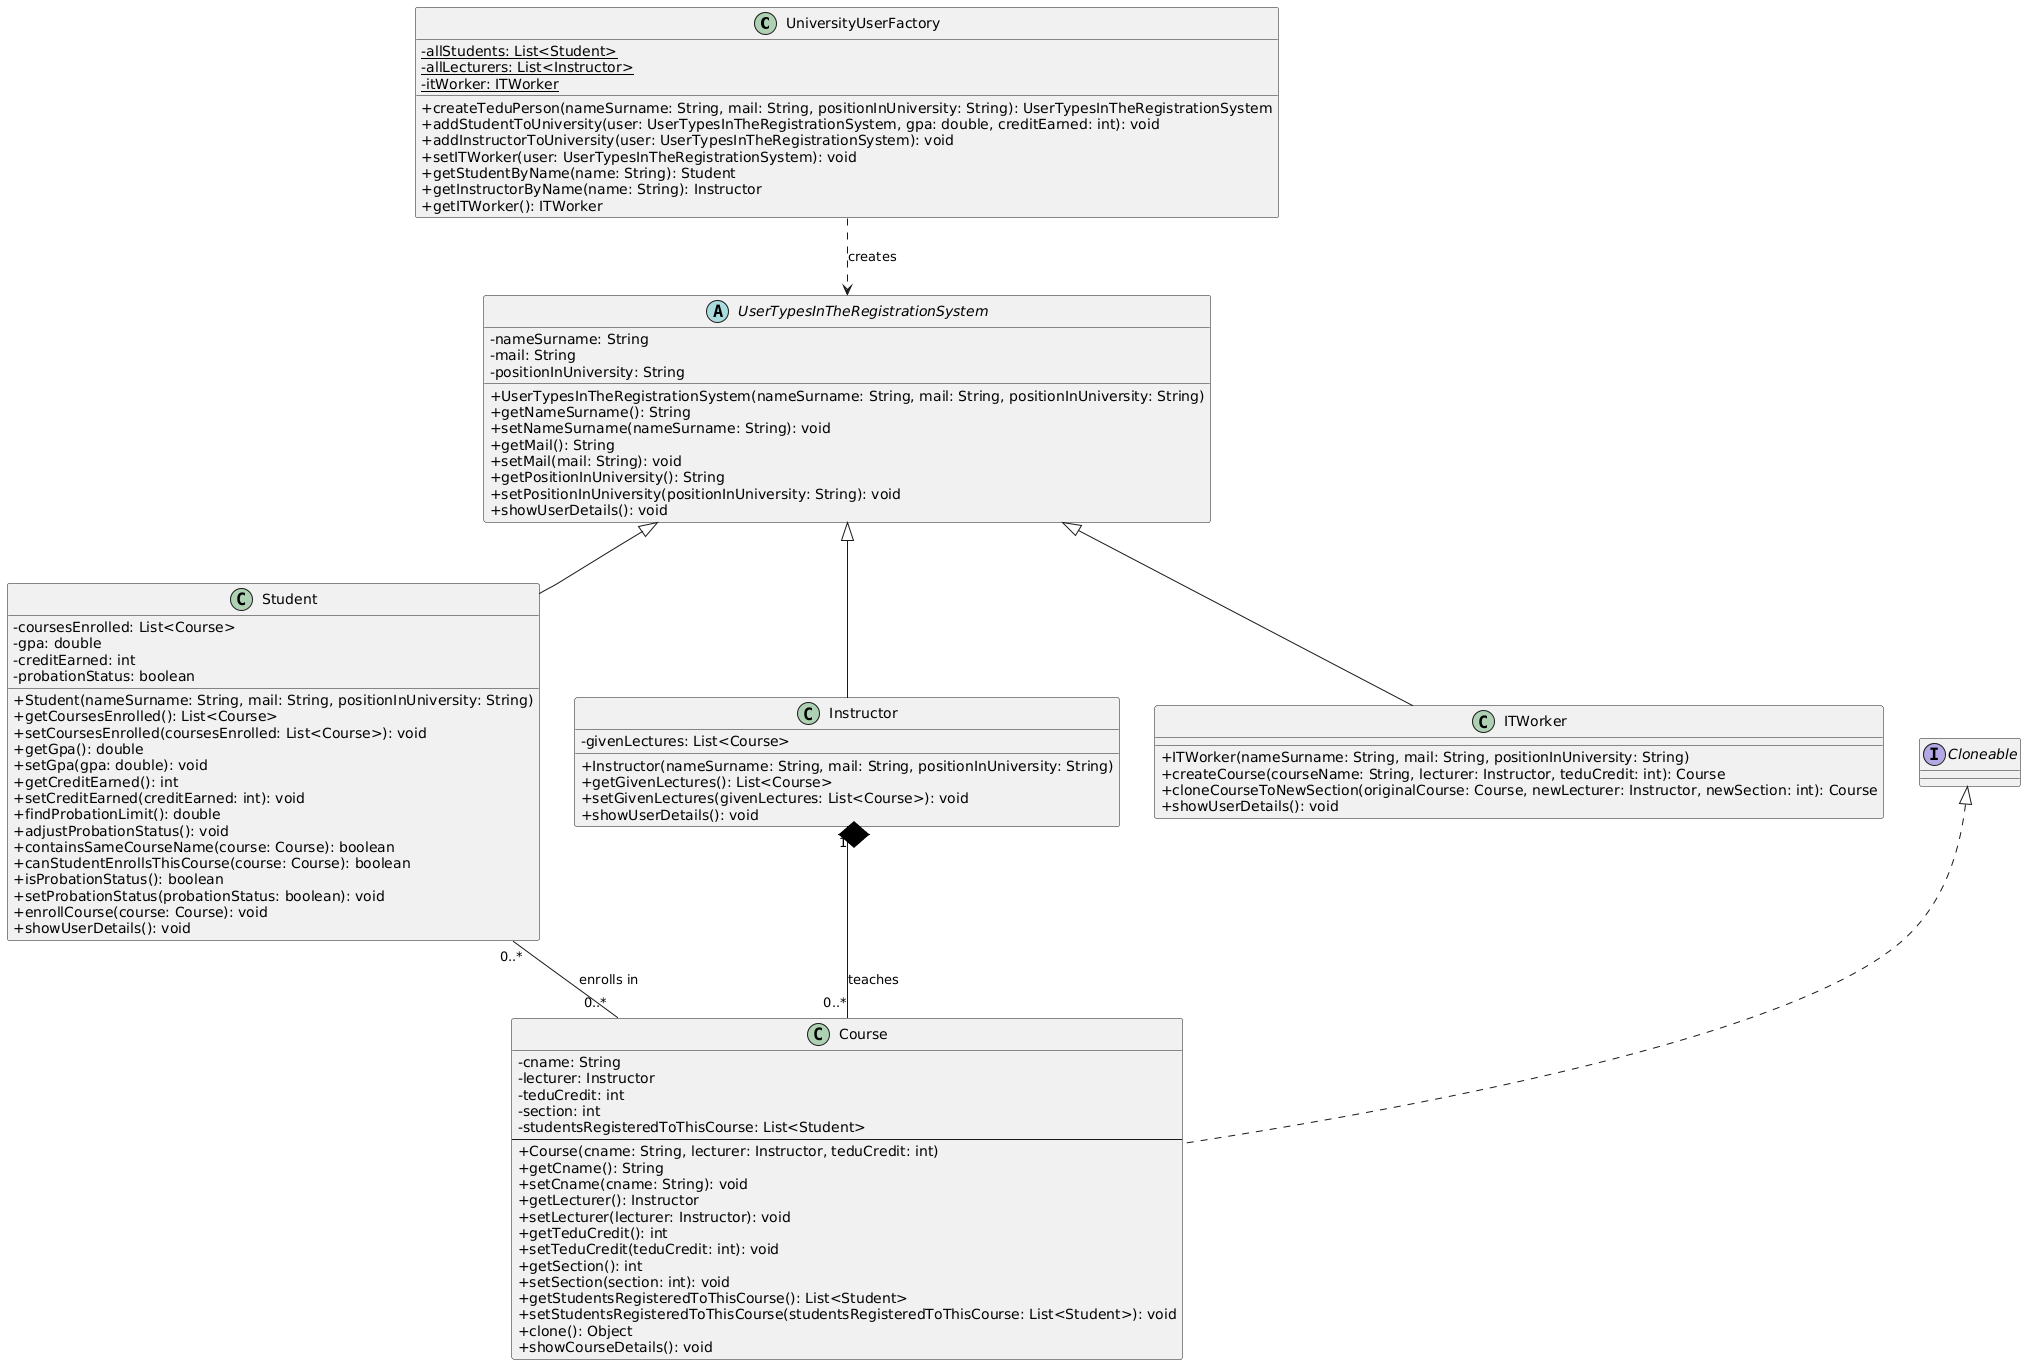 C UniversityUserFactory
-allStudents: List<Student>
-allLecturers: List<Instructor>
-itWorker: ITWorker
+createTeduPerson(nameSurname: String, mail: String, positionInUniversity: String): UserTypesInTheRegistrationSystem
+addStudentToUniversity(user: UserTypesInTheRegistrationSystem, gpa: double, creditEarned: int): void
+addInstructorToUniversity(user: UserTypesInTheRegistrationSystem): void
+setITWorker(user: UserTypesInTheRegistrationSystem): void
+getStudentByName(name: String): Student
+getInstructorByName(name: String): Instructor
+getITWorker(): ITWorker
creates
A UserTypesInTheRegistrationSystem
-nameSurname: String
-mail: String
-positionInUniversity: String
+UserTypesInTheRegistrationSystem(nameSurname: String, mail: String, positionInUniversity: String)
+getNameSurname(): String
+setNameSurname(nameSurname: String): void
+getMail(): String
+setMail(mail: String): void
+getPositionInUniversity(): String
+setPositionInUniversity(positionInUniversity: String): void
+showUserDetails(): void
C Student
-coursesEnrolled: List<Course>
-gpa: double
-creditEarned: int
-probationStatus: boolean
+Student(nameSurname: String, mail: String, positionInUniversity: String)
+getCoursesEnrolled(): List<Course>
+setCoursesEnrolled(coursesEnrolled: List<Course>): void
+getGpa(): double
+setGpa(gpa: double): void
+getCreditEarned(): int
+setCreditEarned(creditEarned: int): void
+findProbationLimit(): double
+adjustProbationStatus(): void
+containsSameCourseName(course: Course): boolean
+canStudentEnrollsThisCourse(course: Course): boolean
+isProbationStatus(): boolean
+setProbationStatus(probationStatus: boolean): void
+enrollCourse(course: Course): void
+showUserDetails(): void
C Instructor
-givenLectures: List<Course>
+Instructor(nameSurname: String, mail: String, positionInUniversity: String)
+getGivenLectures(): List<Course>
+setGivenLectures(givenLectures: List<Course>): void
+showUserDetails(): void
C ITWorker
+ITWorker(nameSurname: String, mail: String, positionInUniversity: String)
+createCourse(courseName: String, lecturer: Instructor, teduCredit: int): Course
+cloneCourseToNewSection(originalCourse: Course, newLecturer: Instructor, newSection: int): Course
+showUserDetails(): void
I Cloneable
1
0..*
enrolls in
teaches
0..*
0..*
C Course
-cname: String
-lecturer: Instructor
-teduCredit: int
-section: int
-studentsRegisteredToThisCourse: List<Student>
+Course(cname: String, lecturer: Instructor, teduCredit: int)
+getCname(): String
+setCname(cname: String): void
+getLecturer(): Instructor
+setLecturer(lecturer: Instructor): void
+getTeduCredit(): int
+setTeduCredit(teduCredit: int): void
+getSection(): int
+setSection(section: int): void
+getStudentsRegisteredToThisCourse(): List<Student>
+setStudentsRegisteredToThisCourse(studentsRegisteredToThisCourse: List<Student>): void
+clone(): Object
+showCourseDetails(): void